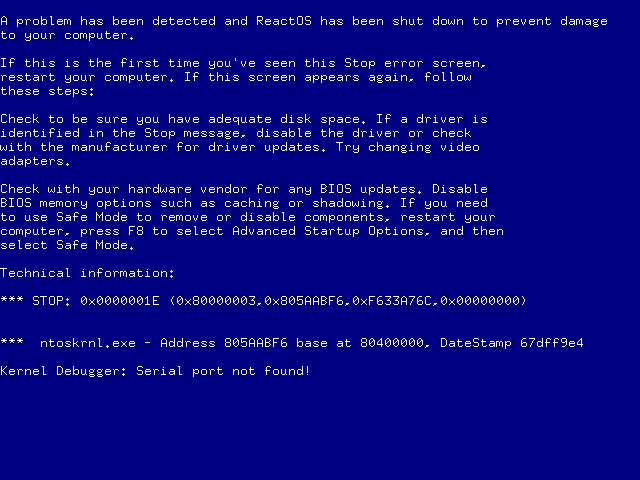 A problem has been detected and ReactOS has been shut down to prevent damage
to your computer.
If this is the first time you've seen this Stop error screen,
restart your computer. If this screen appears again, follow
these steps:
Check to be sure you have adequate disk space. If a driver is
identified in the Stop message, disable the driver or check
with the manufacturer for driver updates. Try changing video
adapters.
Check with your hardware vendor for any BIOS updates. Disable
BIOS memory options such as caching or shadowing. If you need
to use Safe Mode to remove or disable components, restart your
computer, press F8 to select Advanced Startup Options, and then
select Safe Mode.
Technical information:
*** STOP: 0x0000001E (0x80000003,0x805AABF6,0xF633A76C,0x00000000)
***  ntoskrnl.exe - Address 805AABF6 base at 80400000, DateStamp 67dff9e4
Kernel Debugger: Serial port not found!